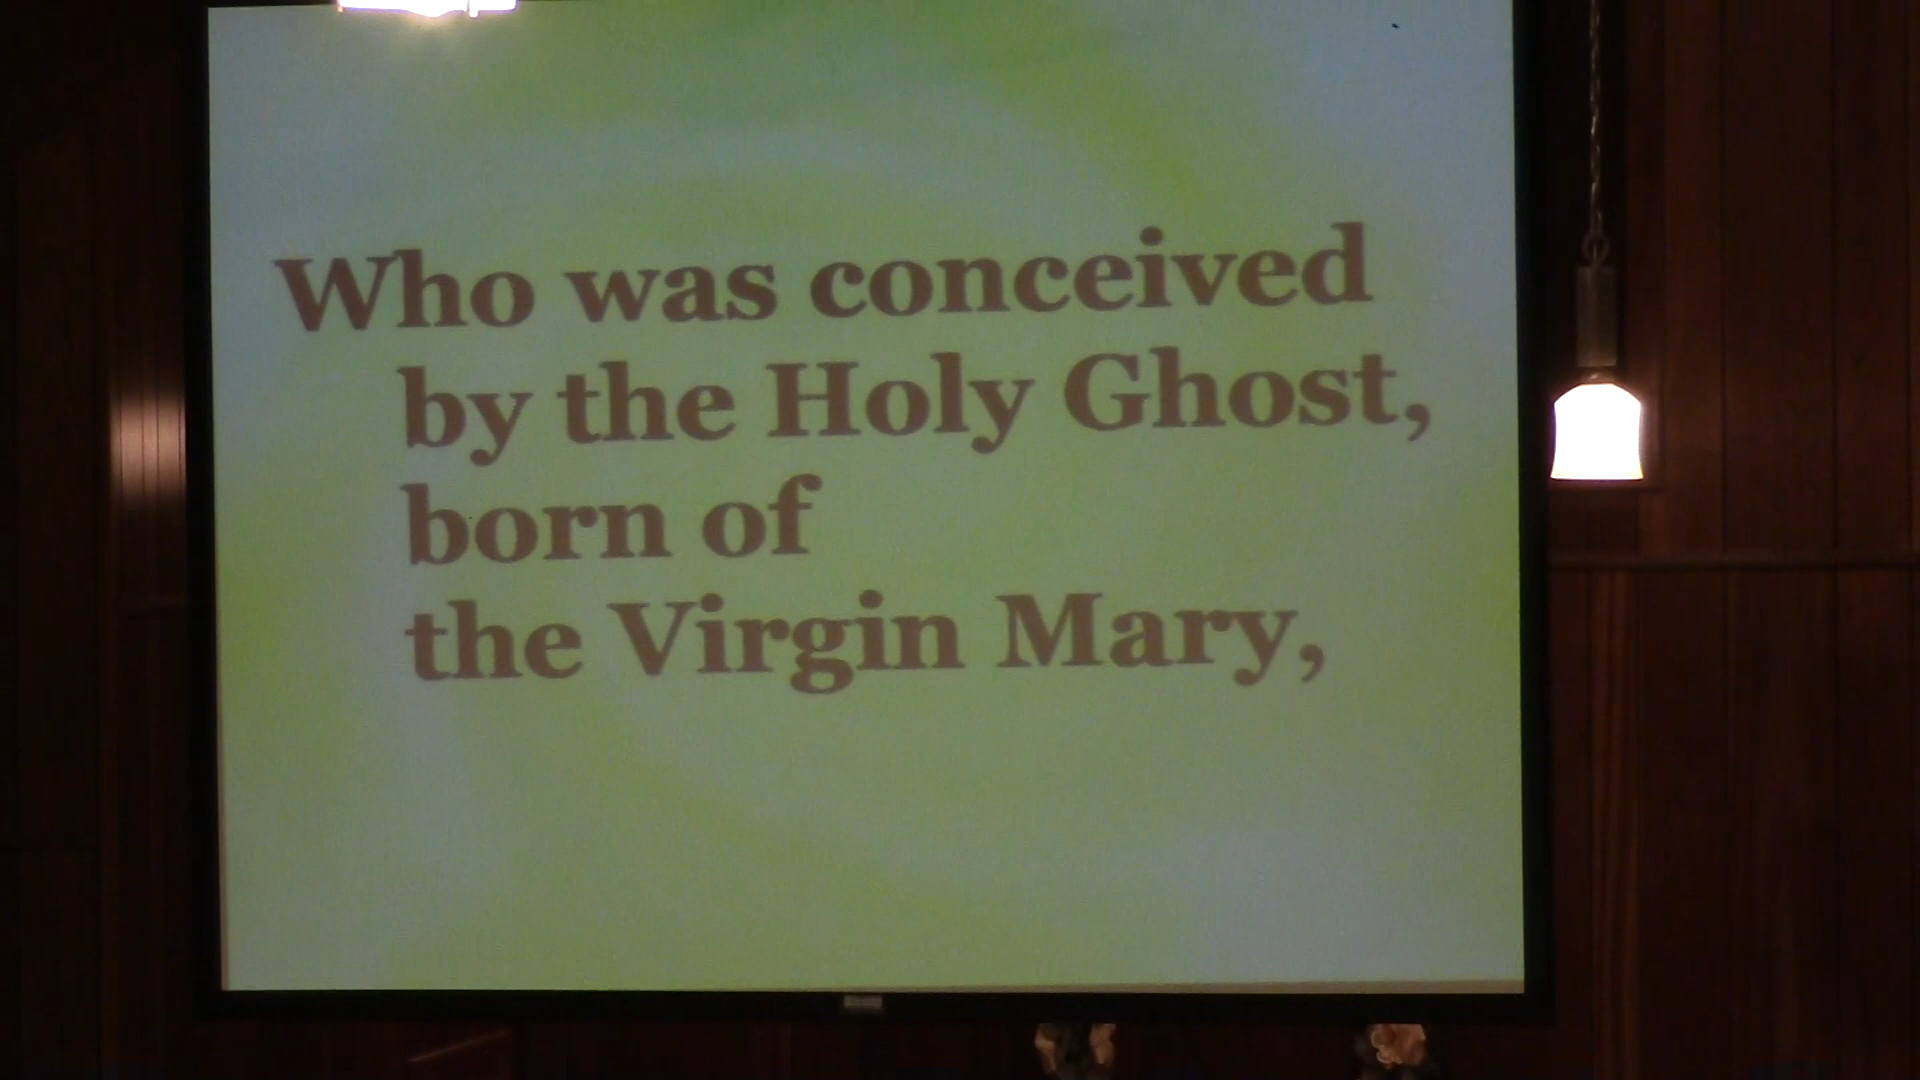 Who was conceived
by the Holy Ghost,
born of
the Virgin Mary,